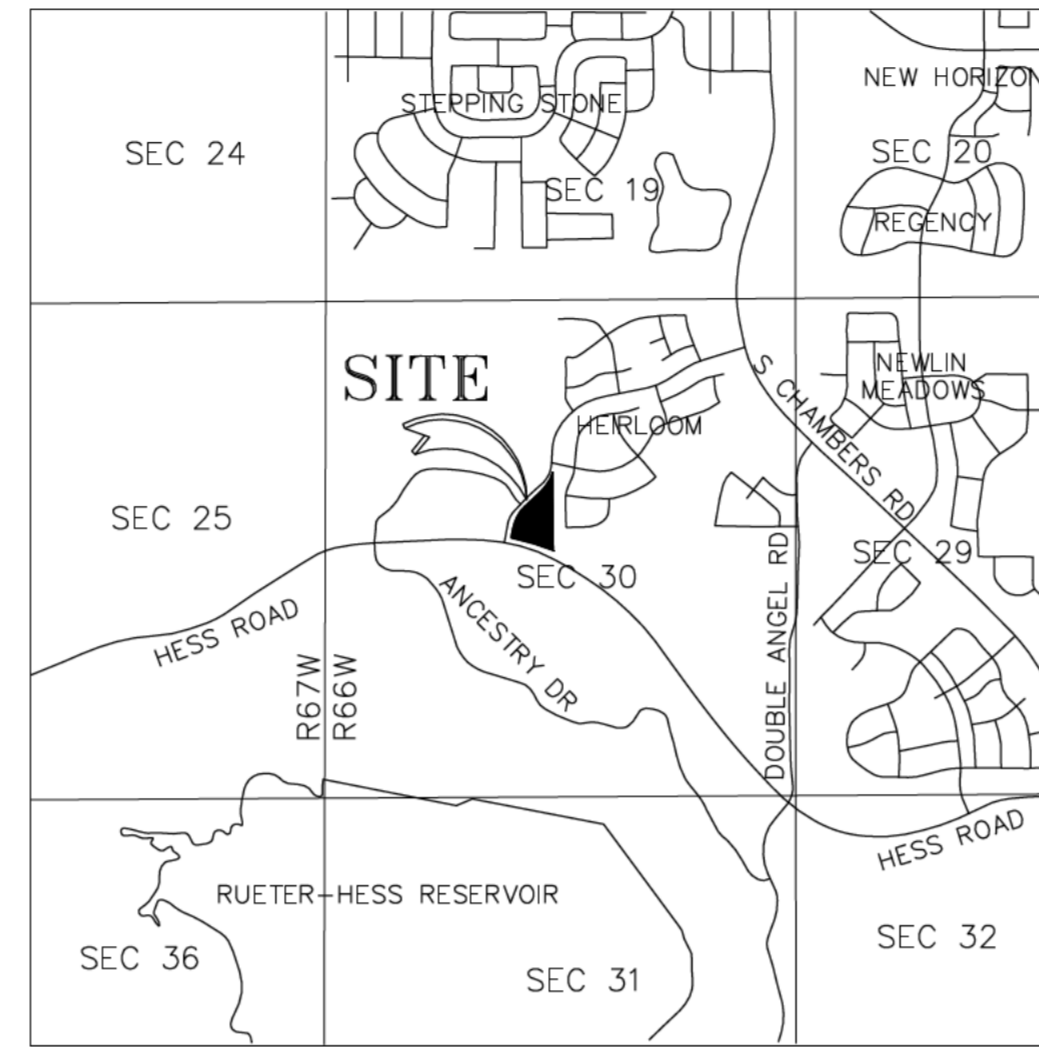 NEW HORIZON
STEPPING STONE
SEC 24
SEC 20
SEC 19
REGENCY
SITE
NEWLIN
MEADOWS
S CHAMBERS RD
HEIRLOOM
SEC 25
SEC 29
SEC 30
ANCESTRY DR
DOUBLE ANGEL RD
HESS ROAD
R67W
R66W
HESS ROAD
RUETER-HESS RESERVOIR
SEC 36
SEC 31
SEC 32